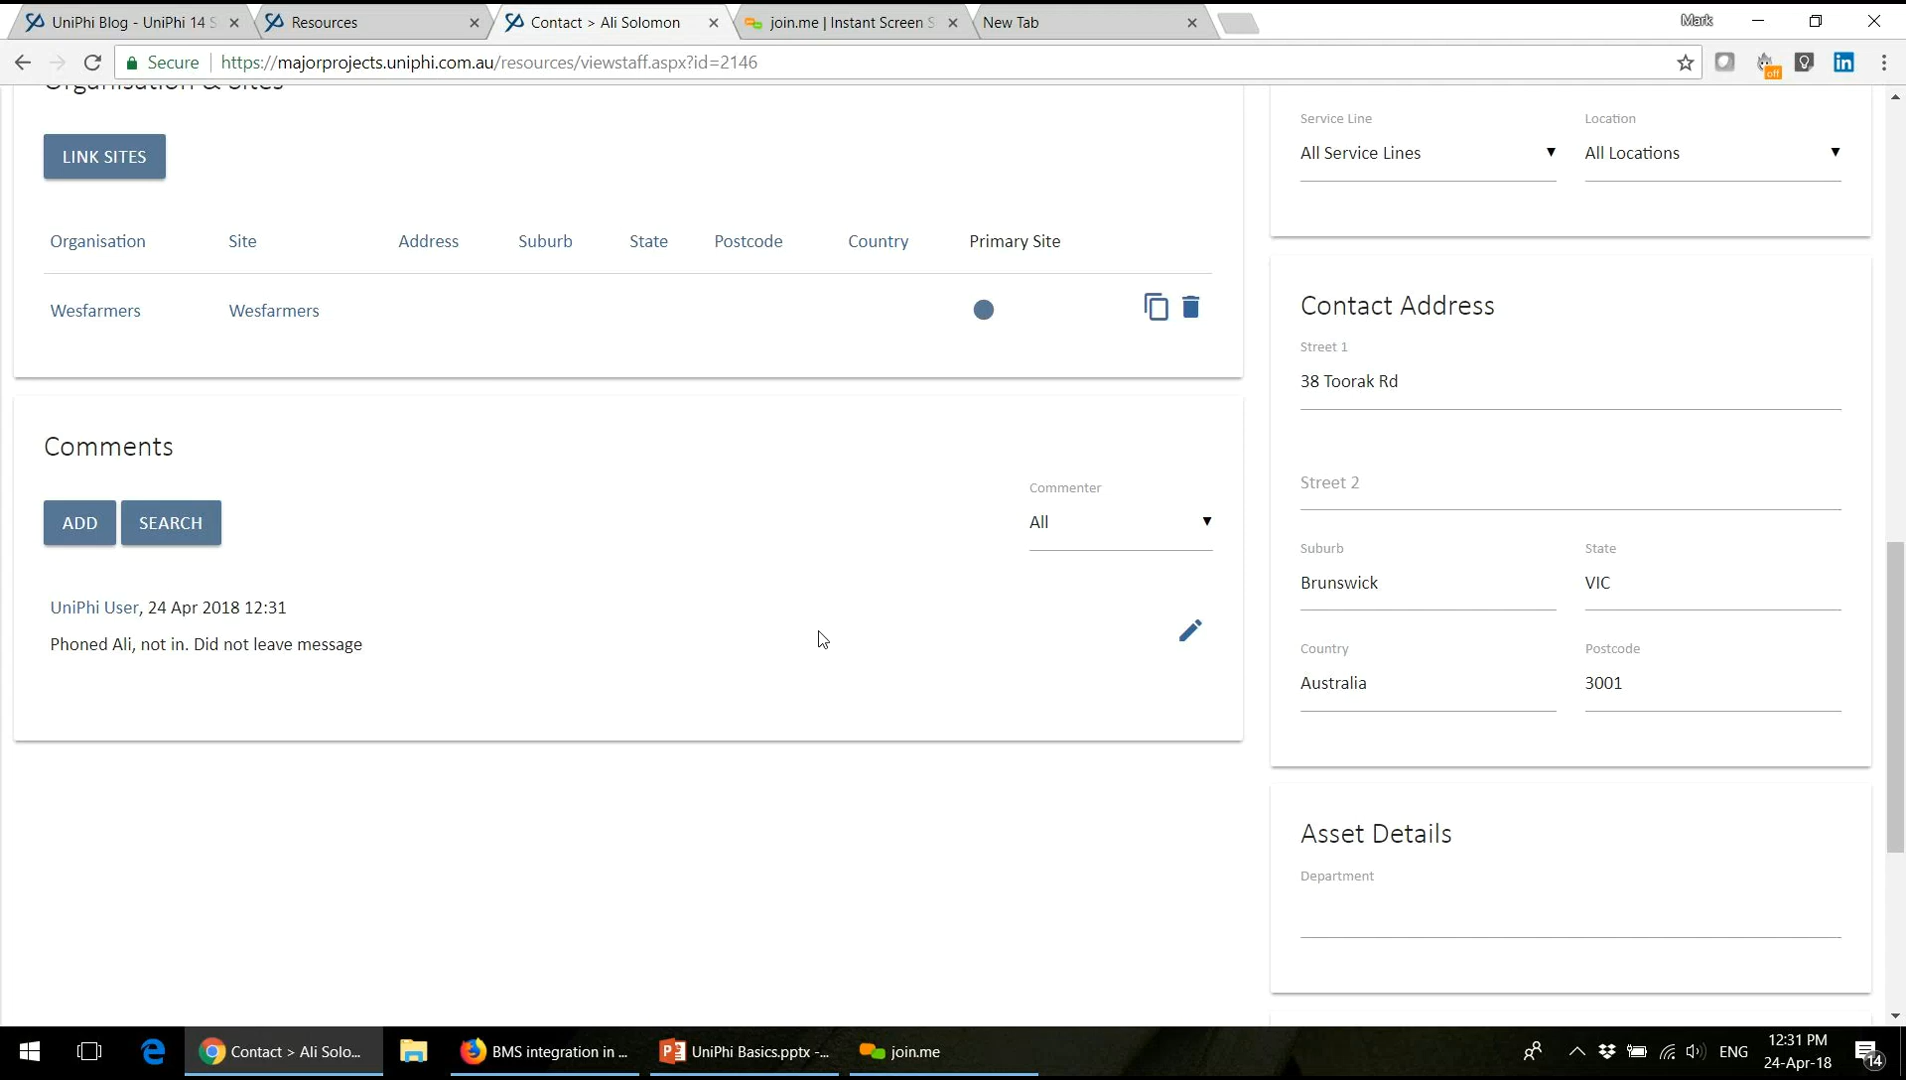 UniPhi Blog - UniPhi 14 S
Resources
Contact > Ali Solomon
join.me | Instant Screen S
New Tab
Mark
Secure
https://majorprojects.uniphi.com.au/resources/viewstaff.aspx?id=2146
off
in
Organisation & Sites
LINK SITES
Organisation Site Address Suburb State Postcode Country Primary Site
Wesfarmers Wesfarmers
Comments
ADD SEARCH
Commenter
All
UniPhi User, 24 Apr 2018 12:31
Phoned Ali, not in. Did not leave message
Service Line Location
All Service Lines All Locations
Contact Address
Street 1
38 Toorak Rd
Street 2
Suburb State
Brunswick VIC
Country Postcode
Australia 3001
Asset Details
Department
Contact > Ali Solo...
BMS integration in ...
UniPhi Basics.pptx -...
join.me
ENG
12:31 PM
24-Apr-18
14